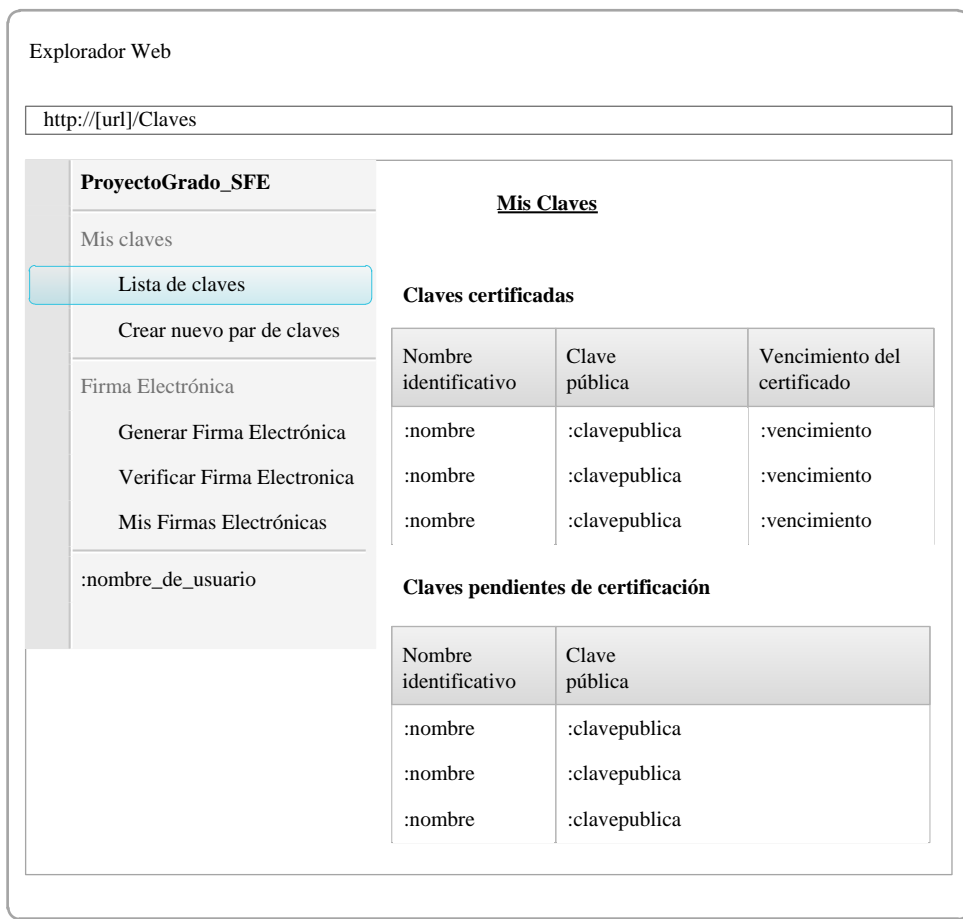 Explorador Web
http://[url]/Claves
ProyectoGrado_SFE
Mis claves
Lista de claves
Crear nuevo par de claves
Firma Electrónica
Generar Firma Electrónica
Verificar Firma Electronica
Mis Firmas Electrónicas
:nombre_de_usuario
Mis Claves
Claves certificadas
Nombre identificativo Clave pública Vencimiento del certificado
:nombre :clavepublica :vencimiento
:nombre :clavepublica :vencimiento
:nombre :clavepublica :vencimiento
Claves pendientes de certificación
Nombre identificativo Clave pública
:nombre :clavepublica
:nombre :clavepublica
:nombre :clavepublica